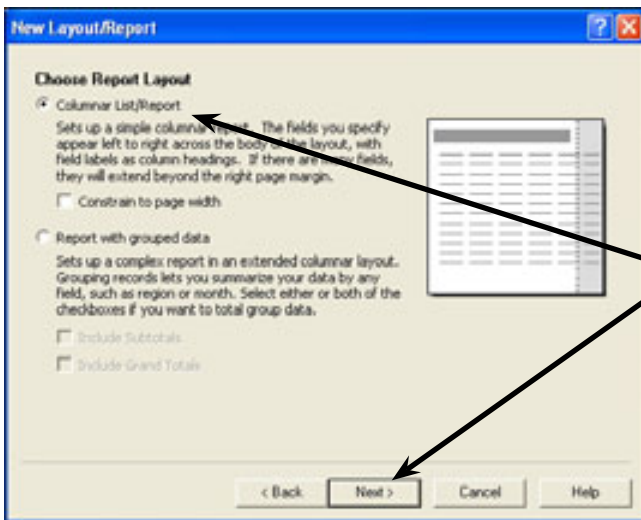 New Layout/Report
Choose Report Layout
Columnar List/Report
Sets up a simple columnar report. The fields you specify
appear left to right across the body of the layout, with
field labels as column headings. If there are many fields,
they will extend beyond the right page margin.
Constrain to page width
Report with grouped data
Sets up a complex report in an extended columnar layout.
Grouping records lets you summarize your data by any
field, such as region or month. Select either or both of the
checkboxes if you want to total group data.
Include Subtotals
Include Grand Totals
< Back Next > Cancel Help